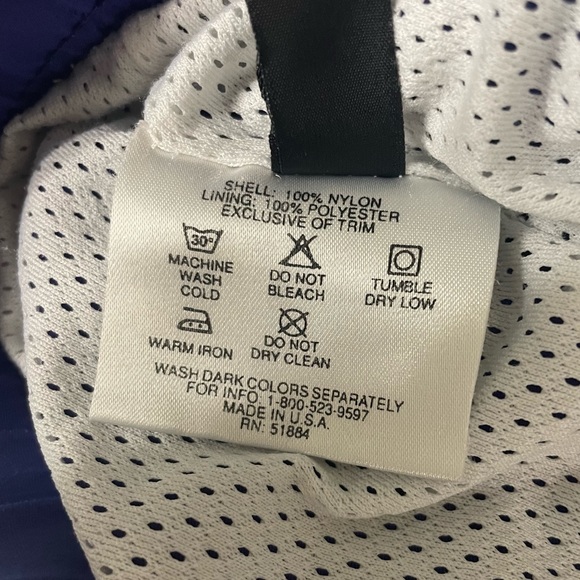 SHELL: 100% NYLON
LINING: 100% POLYESTER
EXCLUSIVE OF TRIM
30°
MACHINE
WASH
COLD
DO NOT
BLEACH
TUMBLE
DRY LOW
WARM IRON
DO NOT
DRY CLEAN
WASH DARK COLORS SEPARATELY
FOR INFO: 1-800-523-9597
MADE IN U.S.A.
RN: 51884